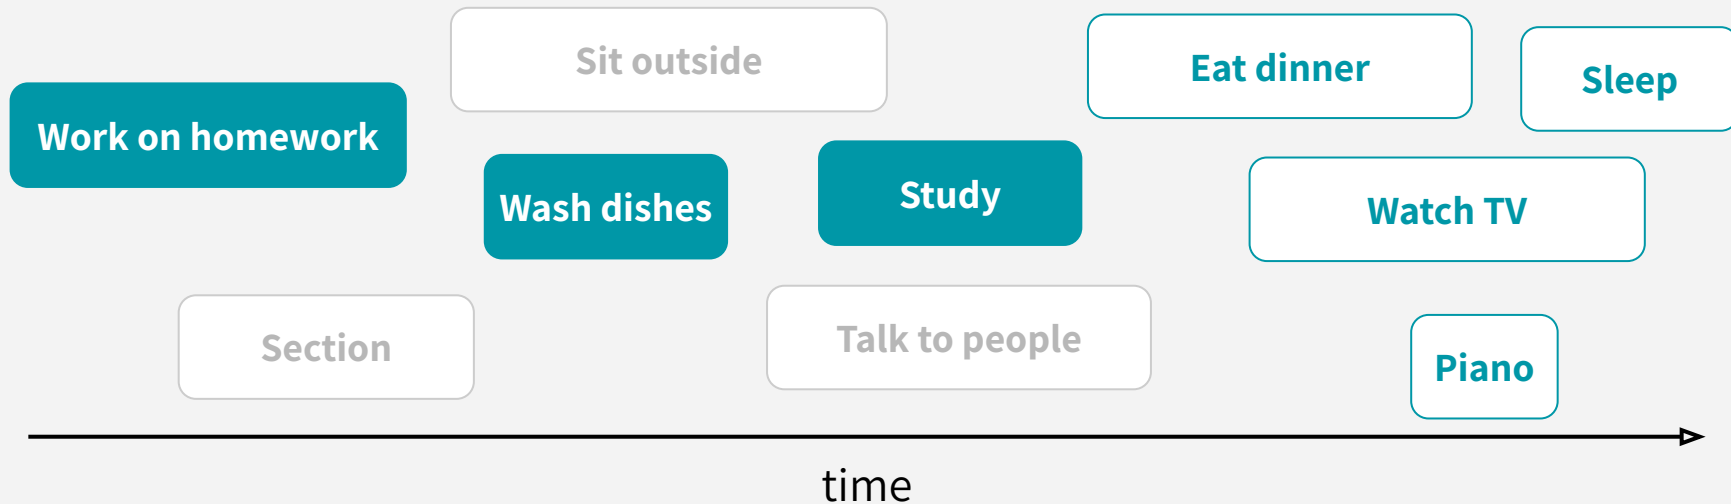 Sit outside
Eat dinner
Sleep
Work on homework
Wash dishes
Study
Watch TV
Section
Talk to people
Piano
time